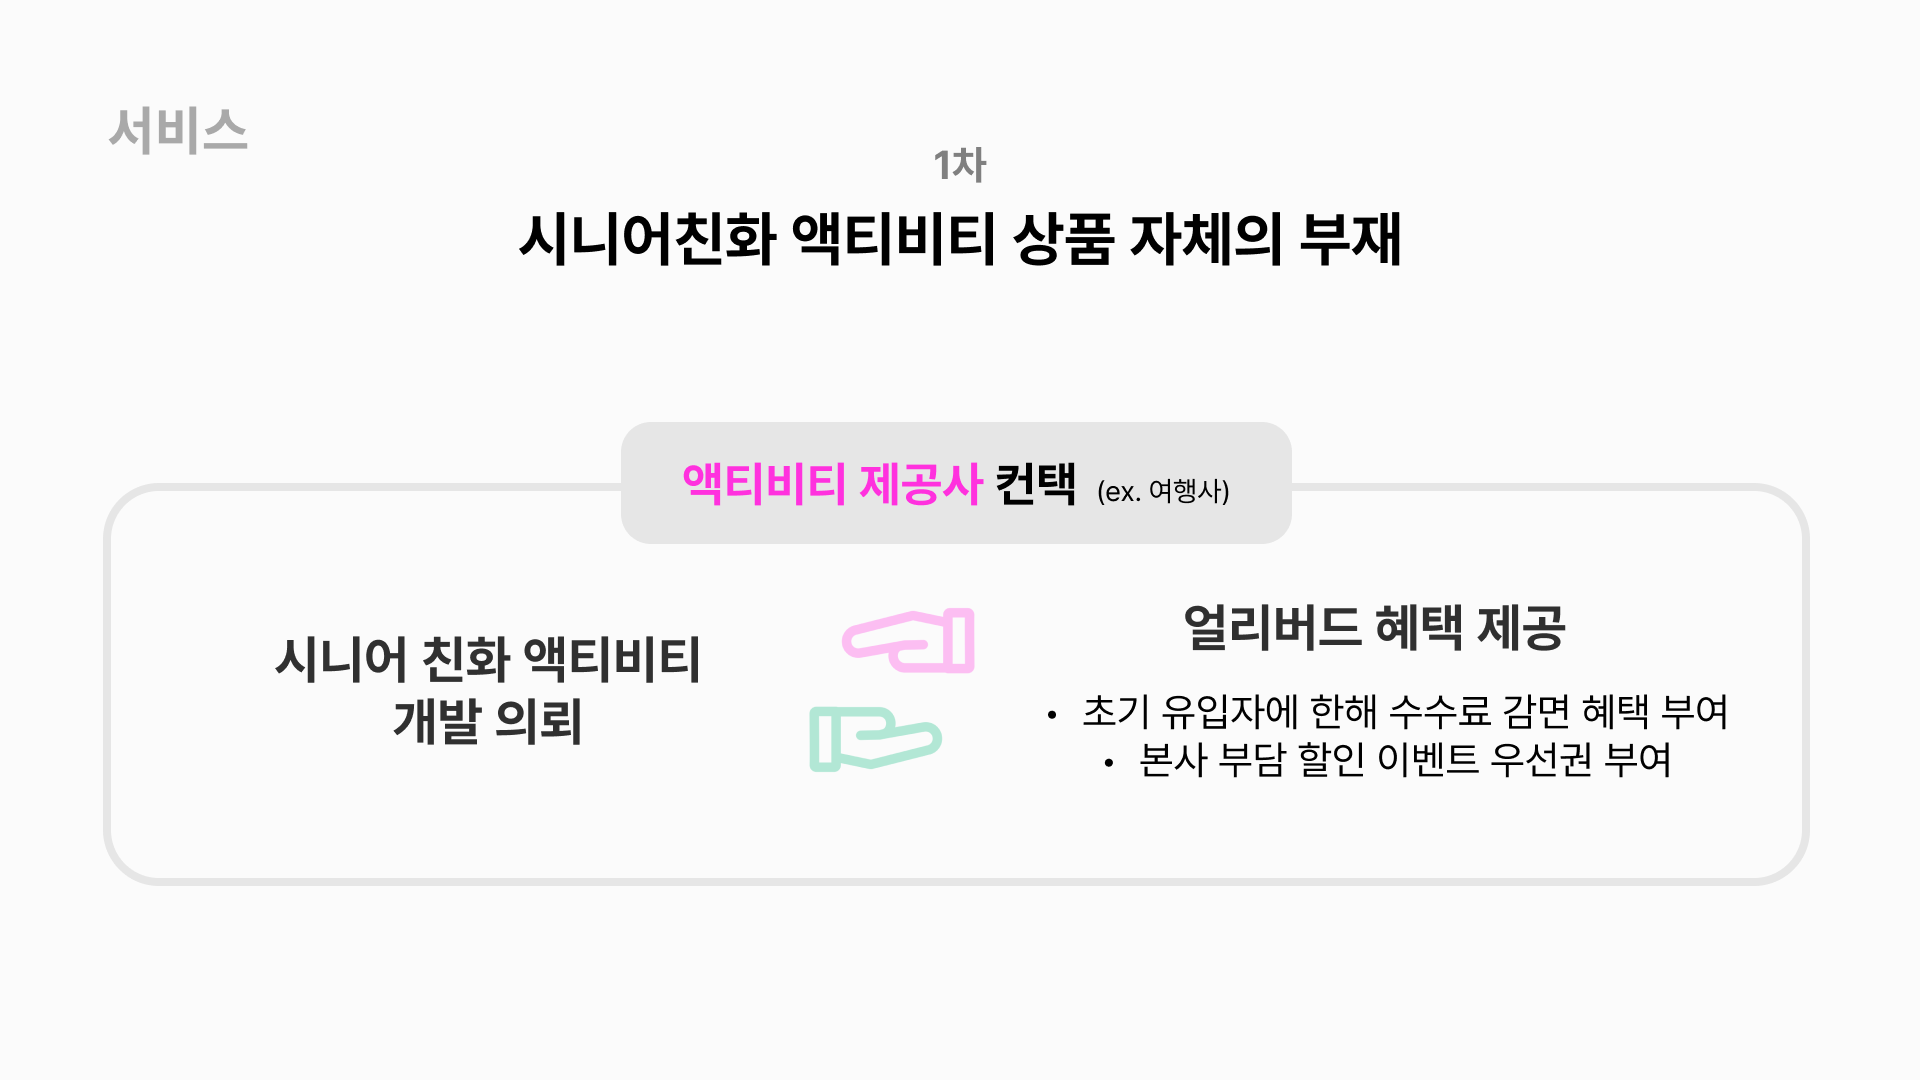 서비스
1차
시니어친화 액티비티 상품 자체의 부재
액티비티 제공사 컨택 (ex. 여행사)
시니어 친화 액티비티
개발 의뢰
얼리버드 혜택 제공
• 초기 유입자에 한해 수수료 감면 혜택 부여
• 본사 부담 할인 이벤트 우선권 부여